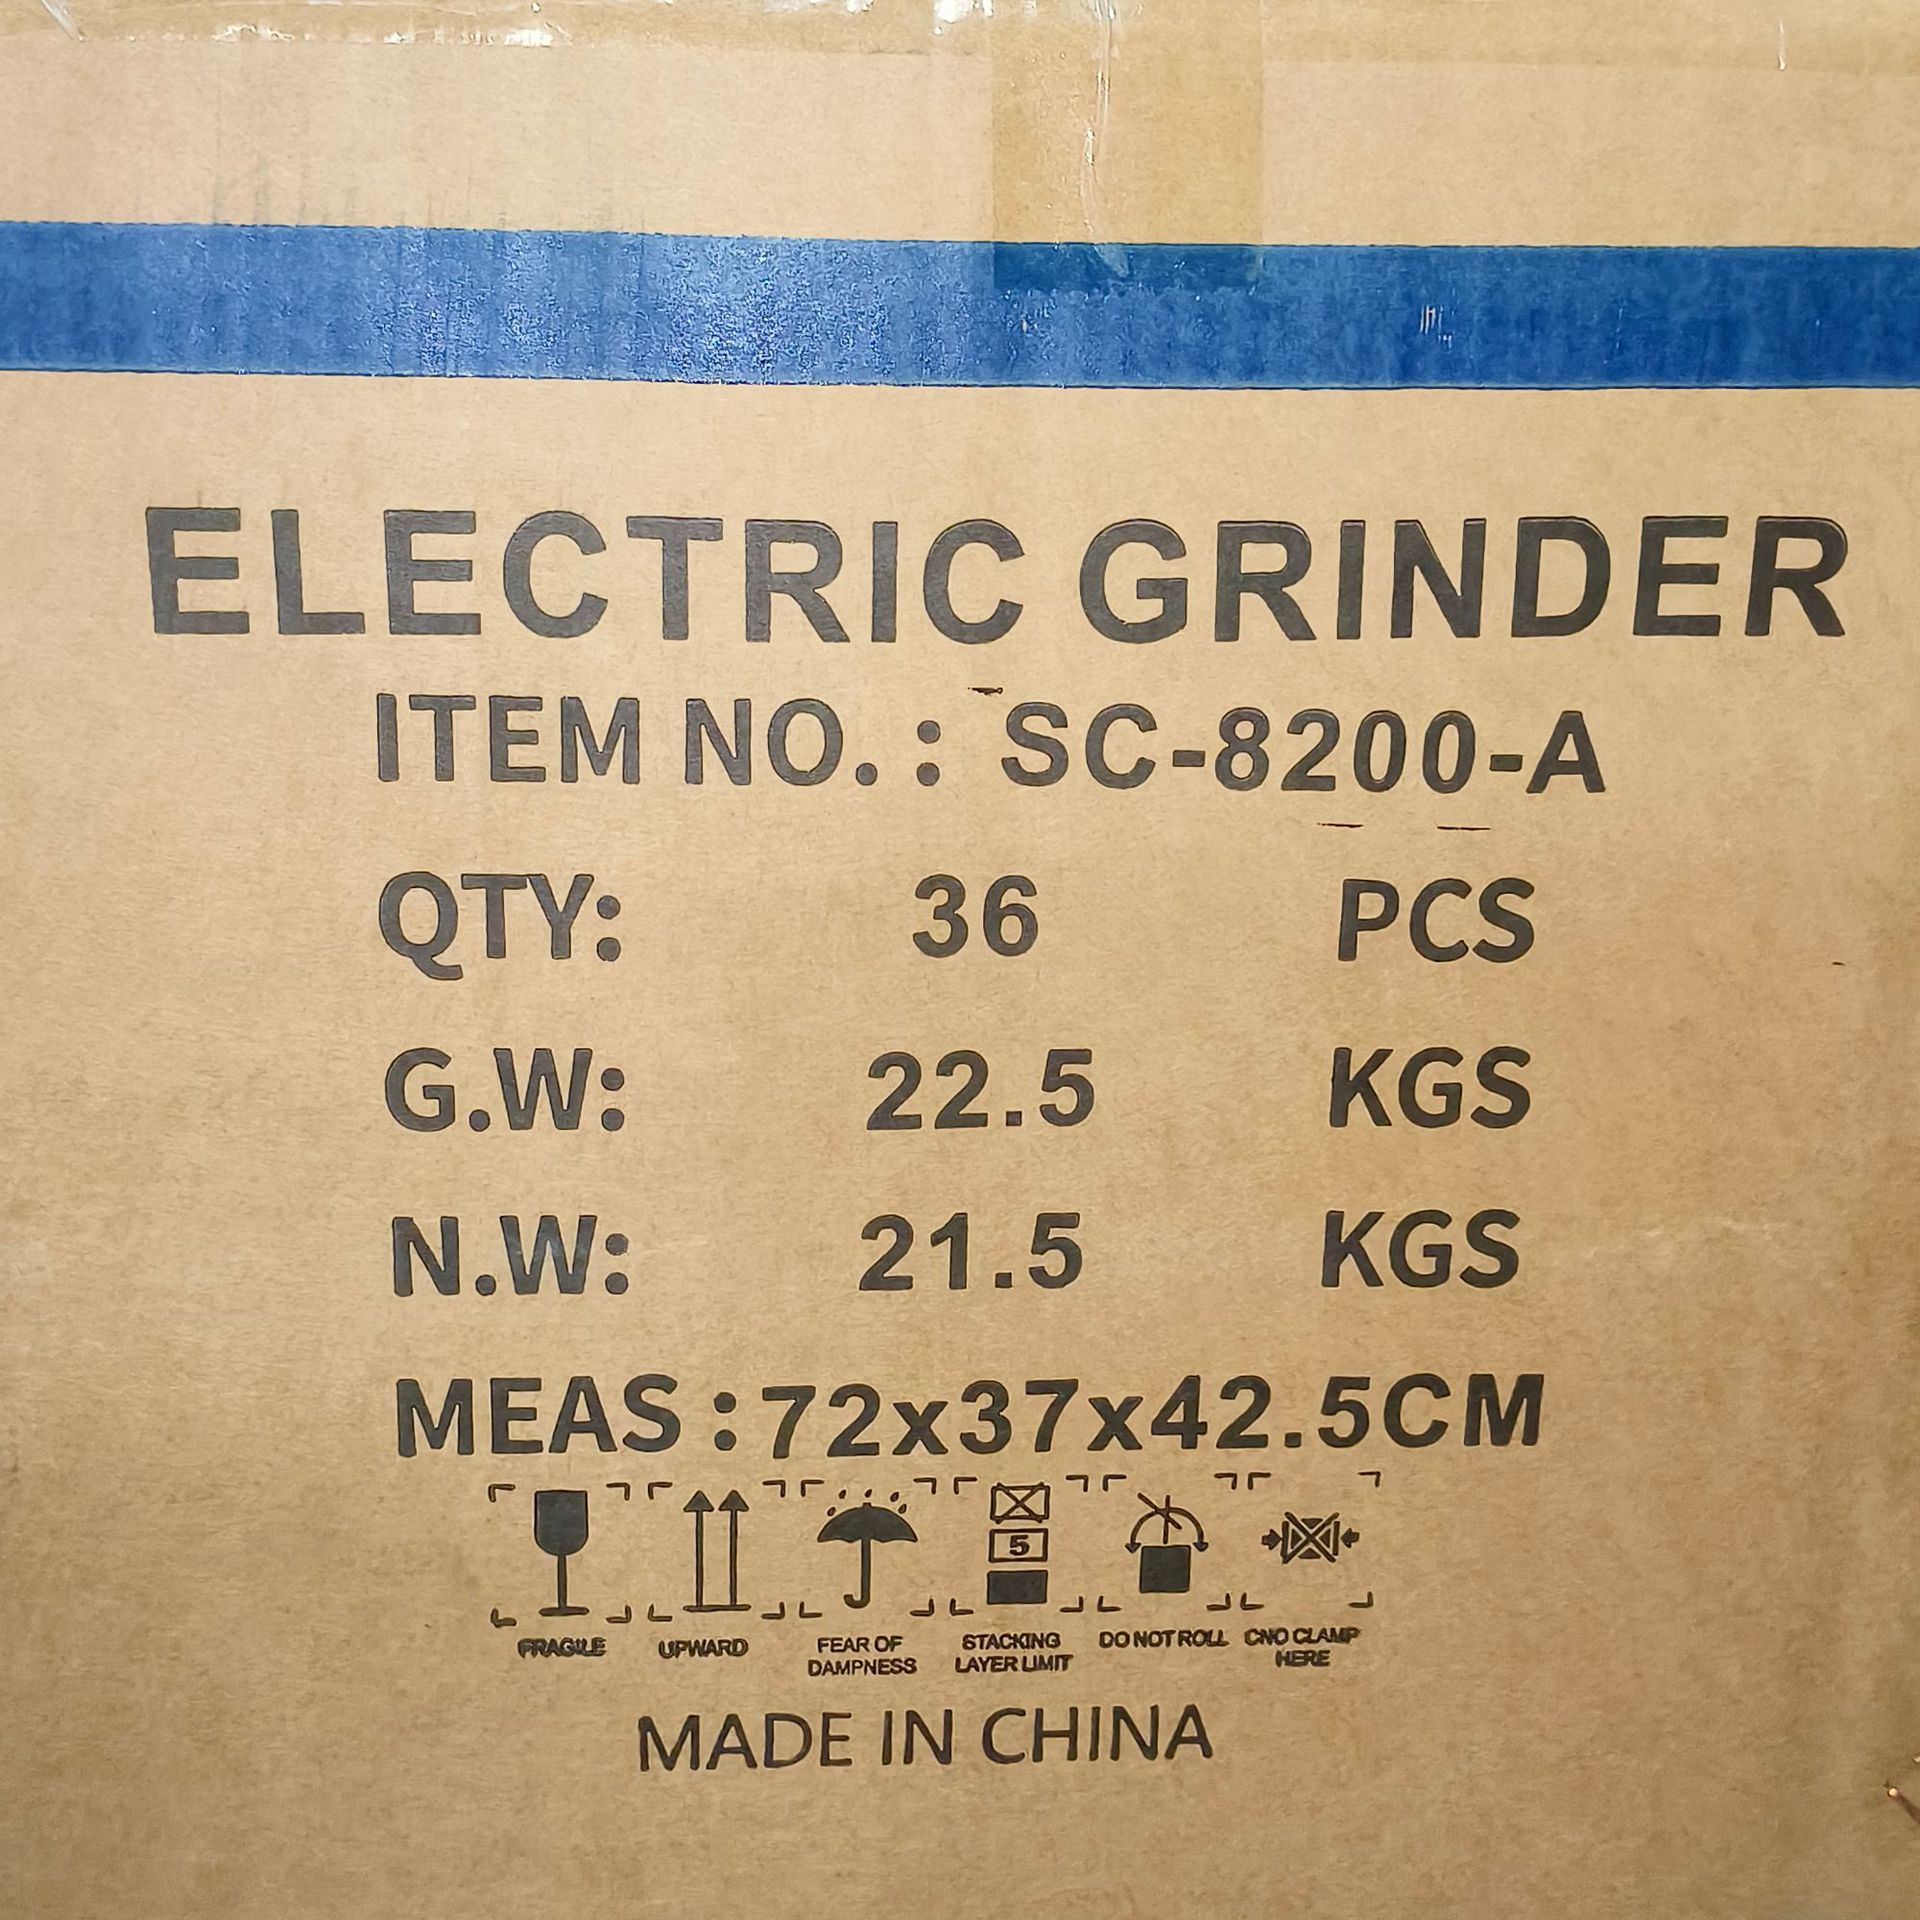 ELECTRIC GRINDER
ITEM NO. : SC-8200-A
QTY: 36 PCS
G.W: 22.5 KGS
N.W: 21.5 KGS
MEAS :72x37x42.5CM
5
FRAGILE UPWARD FEAR OF DAMPNESS STACKING LAYER LIMIT DO NOT ROLL CNO CLAMP HERE
MADE IN CHINA